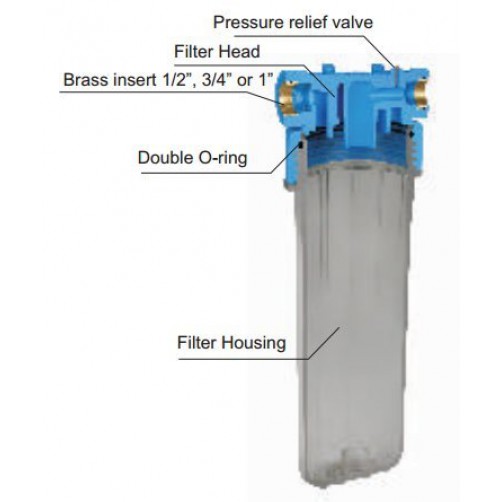 Pressure relief valve
Filter Head
Brass insert 1/2”, 3/4” or 1”
Double O-ring
Filter Housing